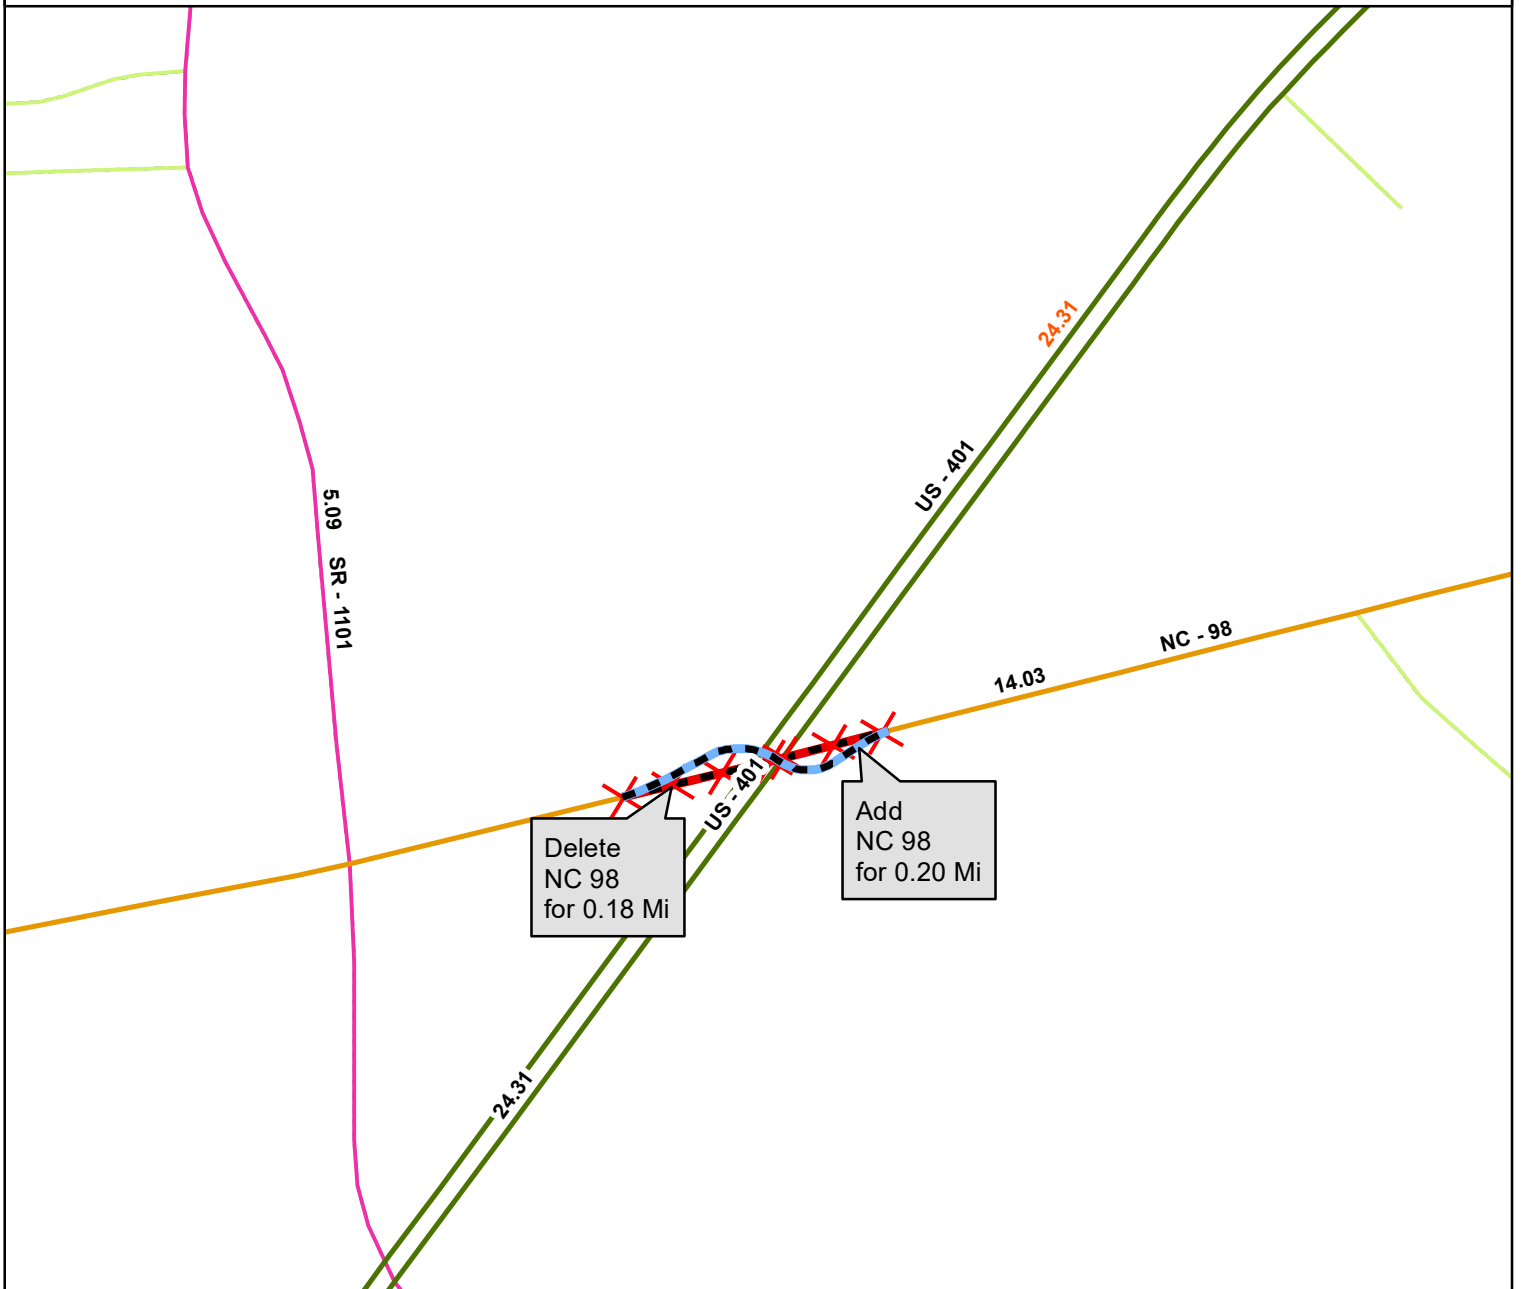 24.31
US - 401
5.09 SR - 1101
NC - 98
14.03
US - 401
Add
NC 98
for 0.20 Mi
Delete
NC 98
for 0.18 Mi
24.31